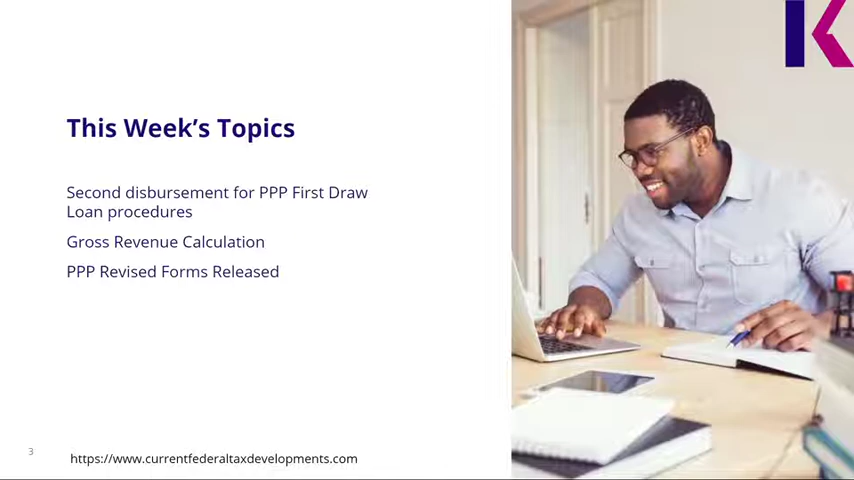 This Week's Topics
Second disbursement for PPP First Draw
Loan procedures
Gross Revenue Calculation
PPP Revised Forms Released
3
https://www.currentfederaltaxdevelopments.com
K